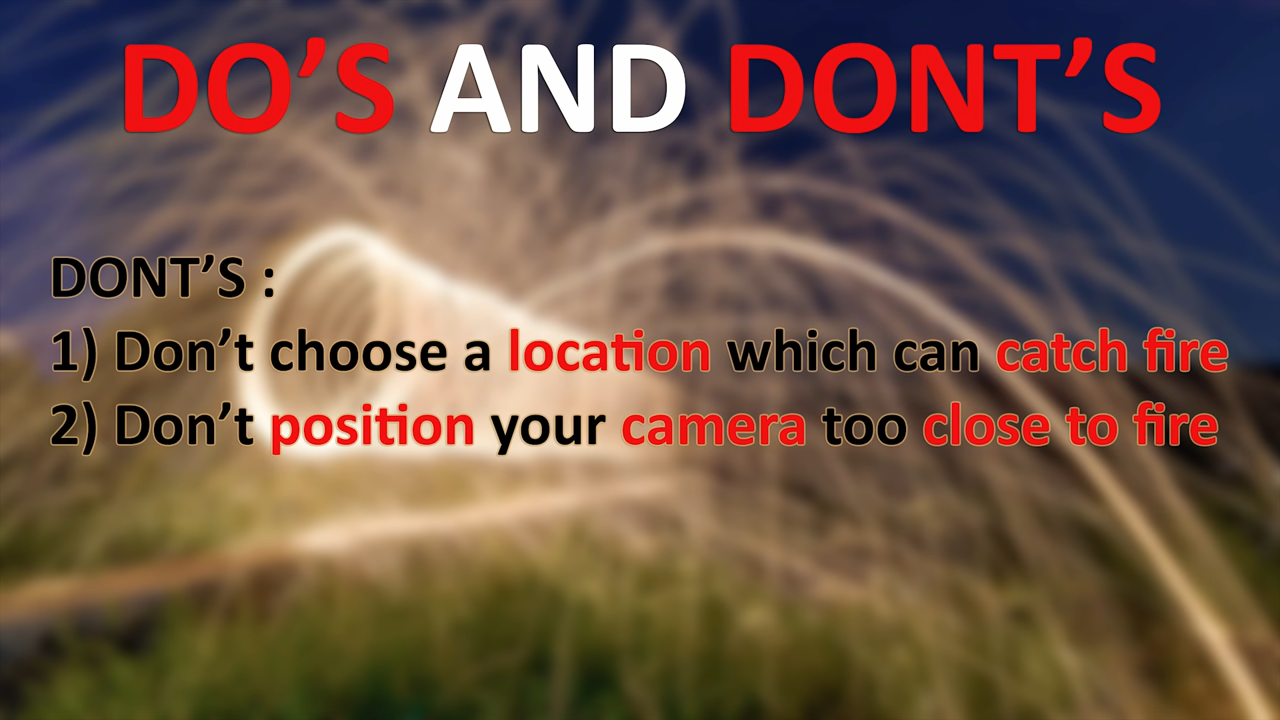 DO’S AND DONT’S
DONT’S :
1) Don’t choose a location which can catch fire
2) Don’t position your camera too close to fire